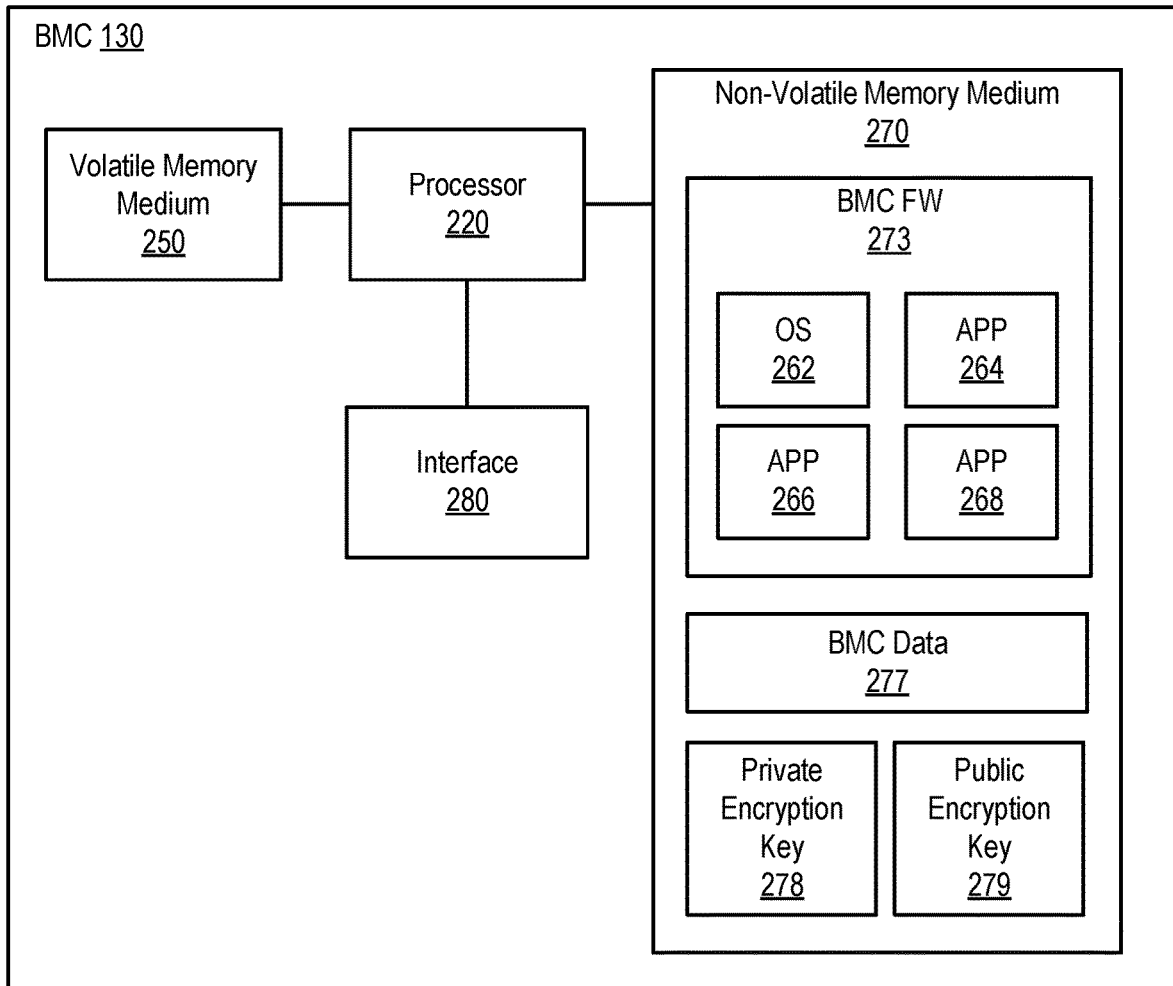 BMC 130
Volatile Memory
Medium
250
Processor
220
Interface
280
Non-Volatile Memory Medium
270
BMC FW
273
OS
262
APP
264
APP
266
APP
268
BMC Data
277
Private
Encryption
Key
278
Public
Encryption
Key
279